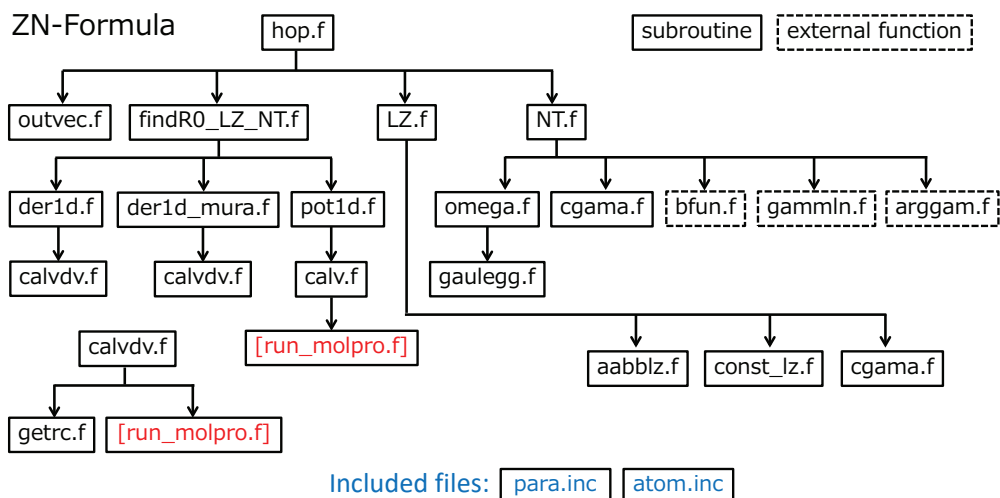 ZN-Formula
hop.f
subroutine
external function
outvec.f
findR0_LZ_NT.f
LZ.f
NT.f
der1d.f
der1d_mura.f
pot1d.f
omega.f
cgama.f
bfun.f
gammln.f
arggam.f
calvdv.f
calvdv.f
calv.f
gaulegg.f
calvdv.f
[run_molpro.f]
aabblz.f
const_lz.f
cgama.f
getrc.f
[run_molpro.f]
Included files: para.inc atom.inc